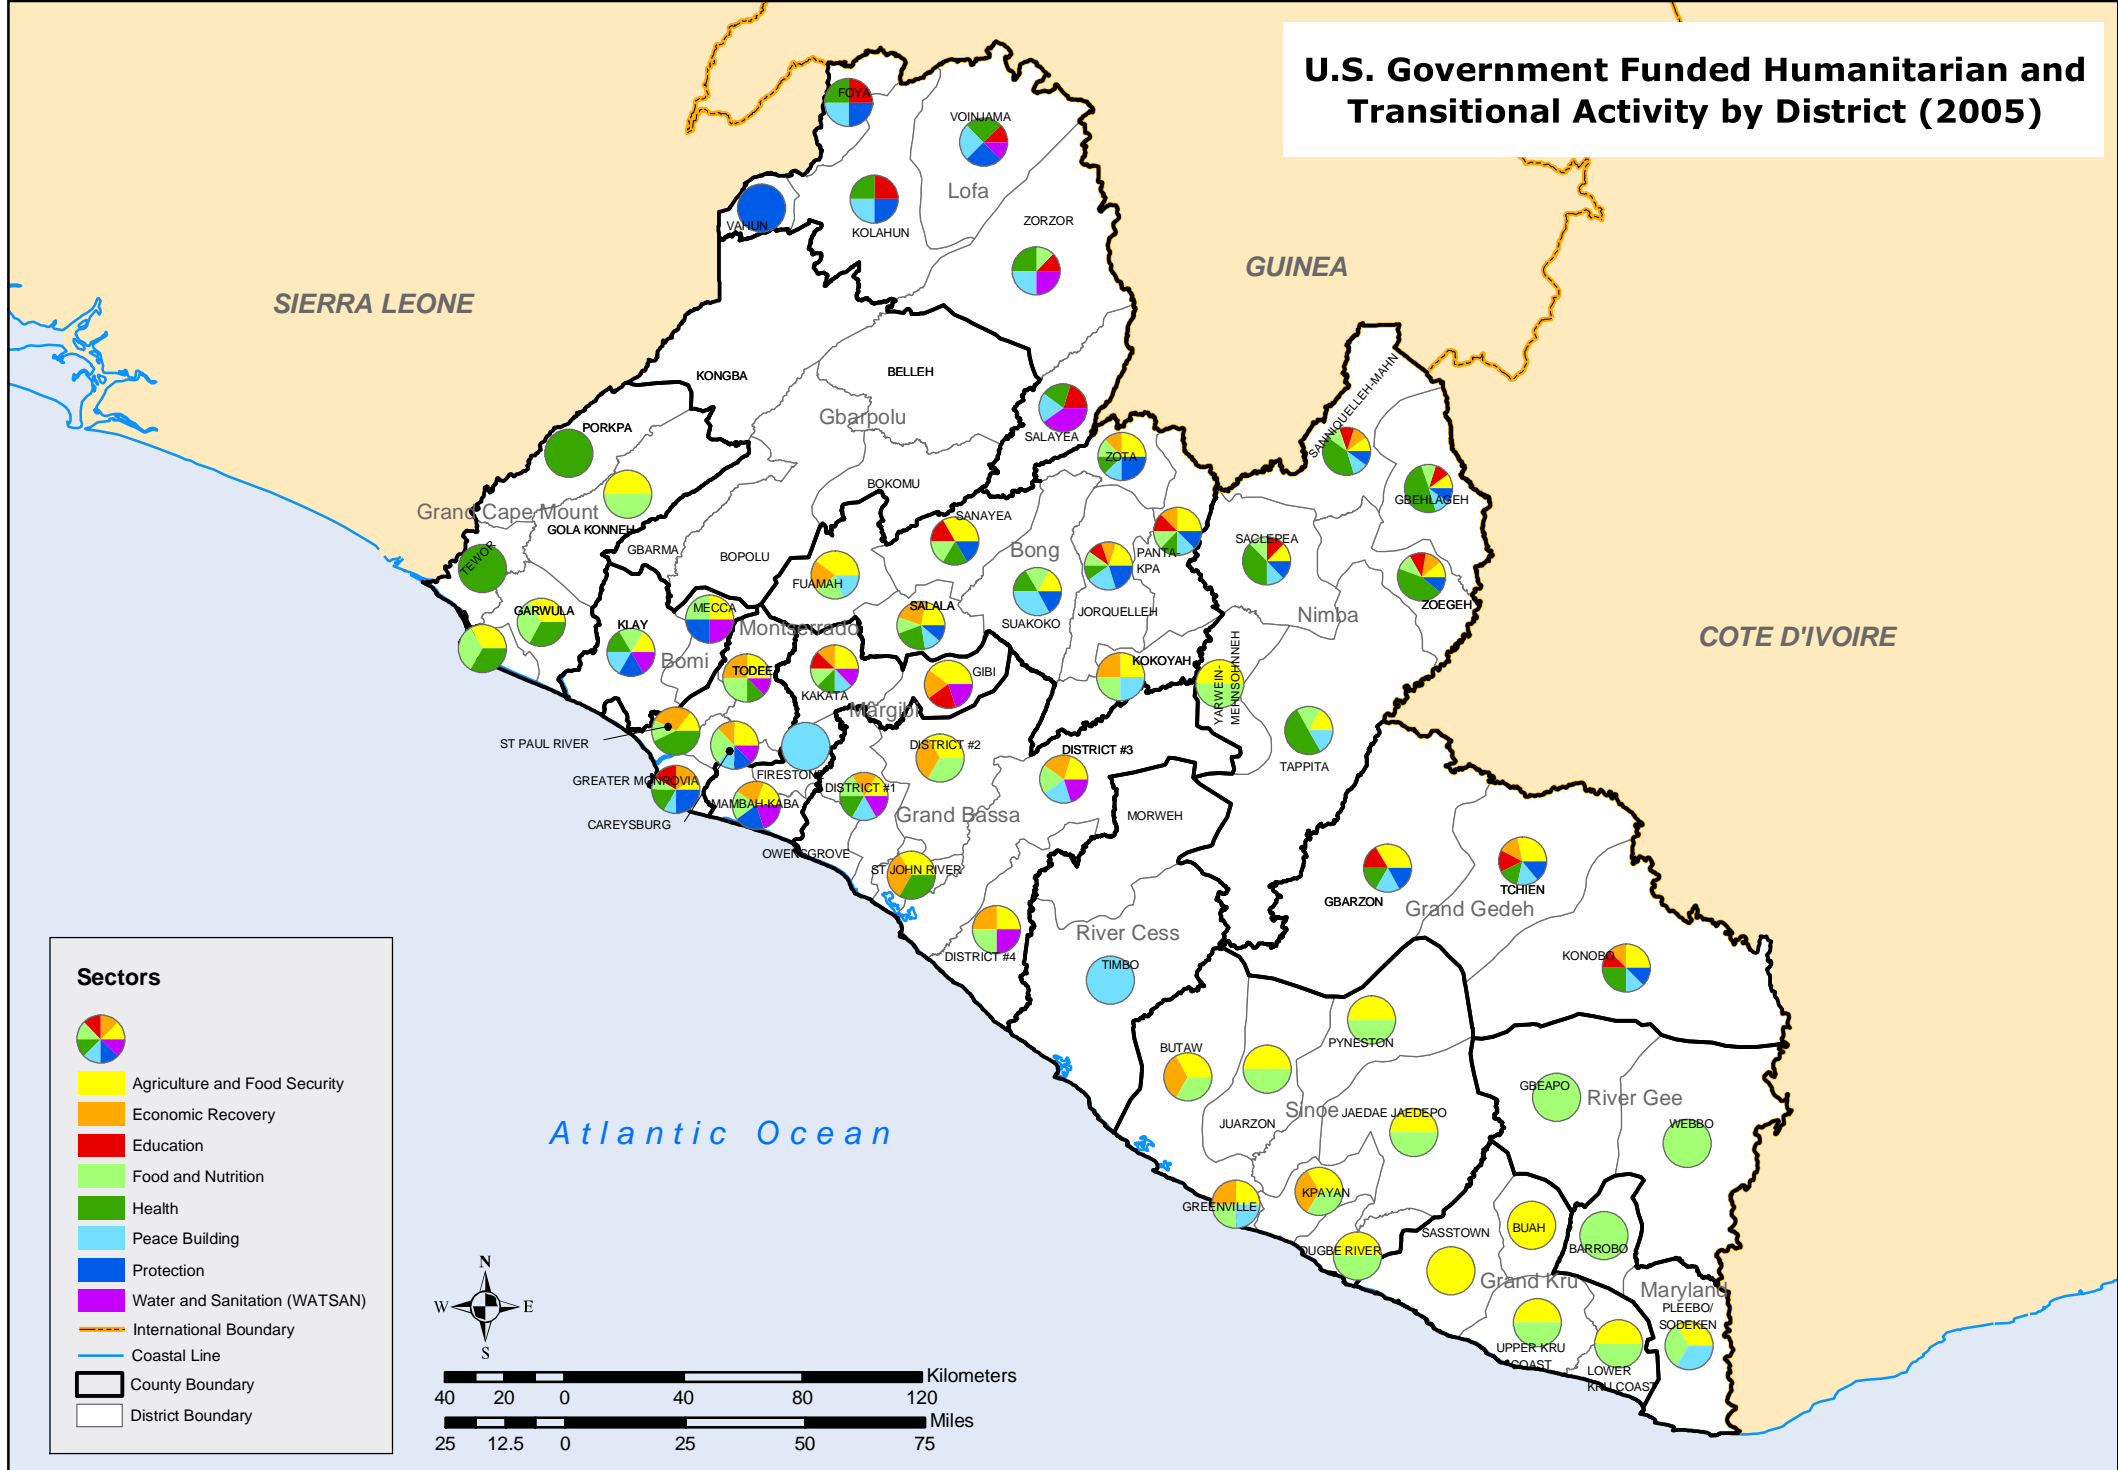 U.S. Government Funded Humanitarian and
Transitional Activity by District (2005)
FOYA
VOINJAMA
Lofa
VAHUN
KOLAHUN
ZORZOR
GUINEA
SIERRA LEONE
KONGBA
BELLEH
Gbarpolu
SALAYEA
SANNIQUELLEH-MAHN
PORKPA
ZOTA
GBEHLAGEH
BOKOMU
Grand Cape Mount
GOLA KONNEH
SANAYEA
GBARMA
BOPOLU
Bong
PANTA-
KPA
SACLEPEA
TEWOR
FUAMAH
GARWULA
MECCA
SALALA
SUAKOKO
JORQUELLEH
Nimba
ZOEGEH
KLAY
Montserrado
COTE D'IVOIRE
Bomi
TODEE
KAKATA
GIBI
KOKOYAH
YARWEIN-
MEHNSOHNNEH
Margibi
ST PAUL RIVER
DISTRICT #2
DISTRICT #3
TAPPITA
FIRESTONE
GREATER MONROVIA
DISTRICT #1
MAMBAH-KABA
Grand Bassa
MORWEH
CAREYSBURG
OWENSGROVE
ST JOHN RIVER
GBARZON
TCHIEN
Grand Gedeh
River Cess
DISTRICT #4
TIMBO
KONOBO
PYNESTON
BUTAW
GBEAPO
River Gee
JUARZON
Sinoe
JAEDAE JAEDEPO
WEBBO
Atlantic Ocean
GREENVILLE
KPAYAN
DUGBE RIVER
SASSTOWN
BUAH
BARROBO
Grand Kru
Maryland
PLEEBO/
SODEKEN
UPPER KRU
COAST
LOWER
KRU COAST
Sectors
Agriculture and Food Security
Economic Recovery
Education
Food and Nutrition
Health
Peace Building
Protection
Water and Sanitation (WATSAN)
International Boundary
Coastal Line
County Boundary
District Boundary
N
W
E
S
Kilometers
40 20 0 40 80 120
Miles
25 12.5 0 25 50 75